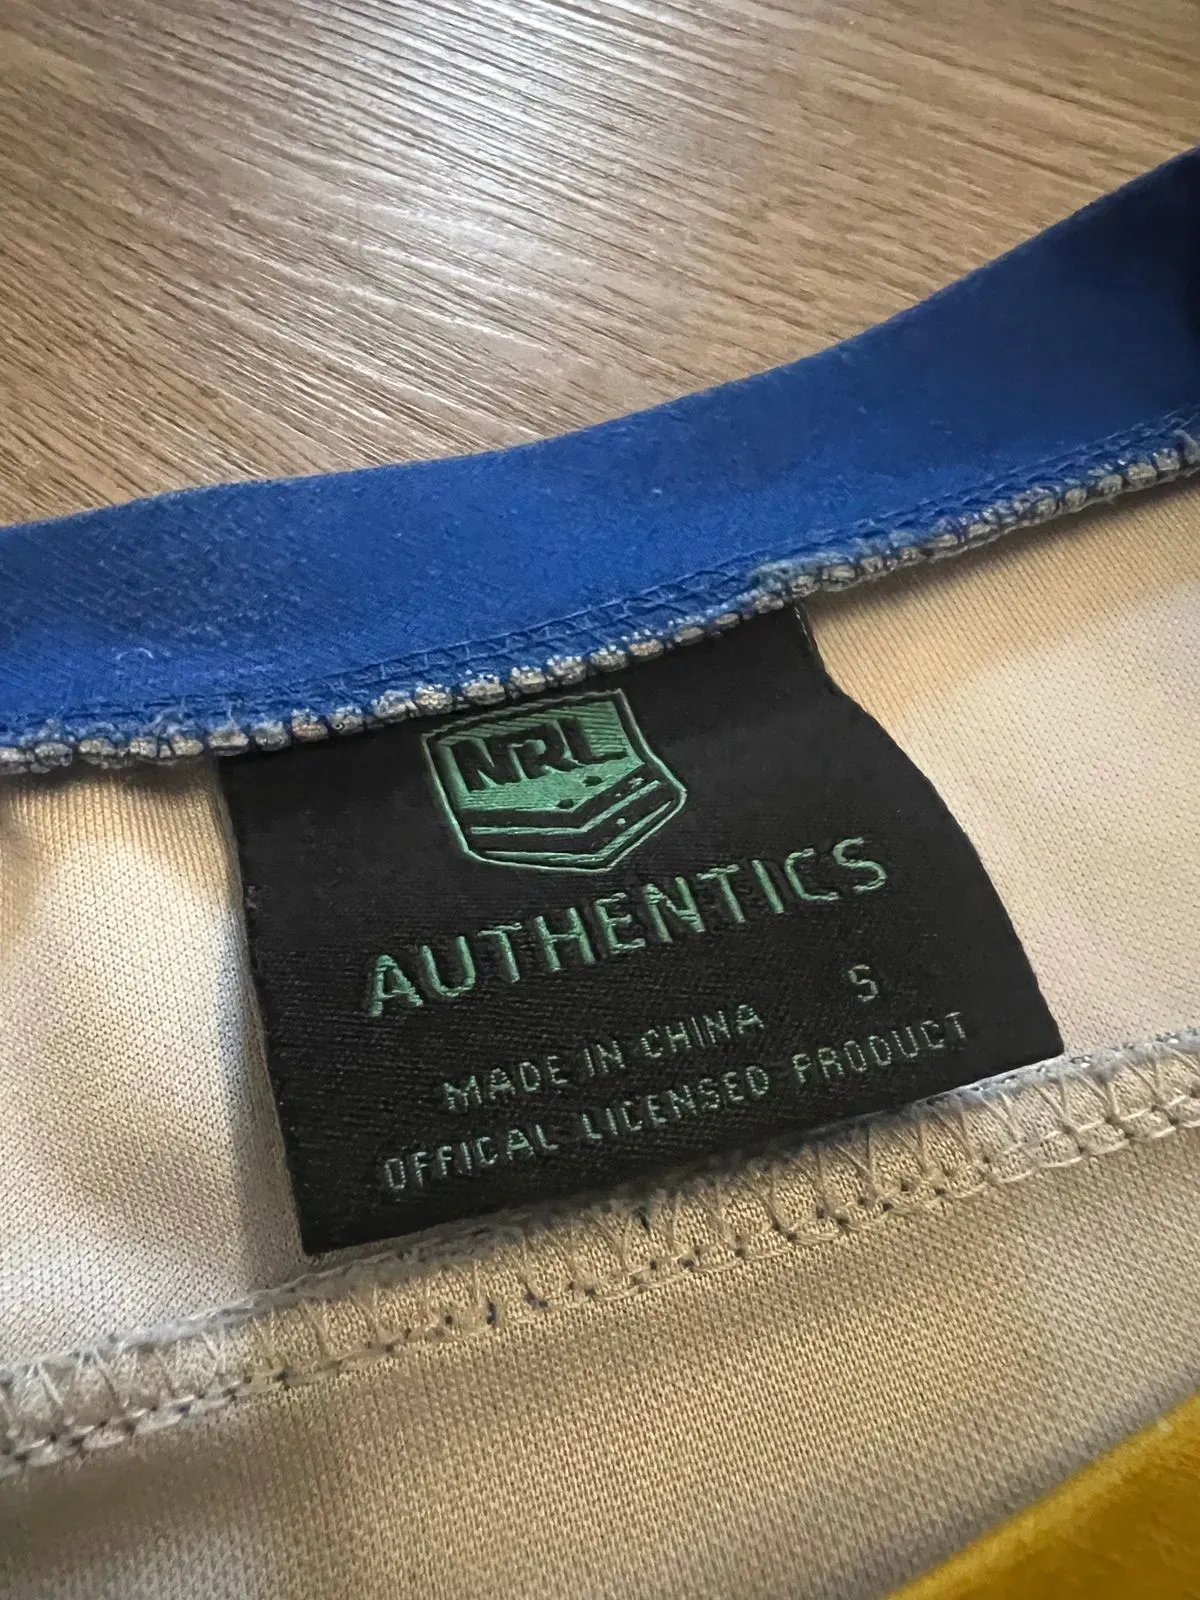 NRL
AUTHENTICS
MADE IN CHINA S
OFFICAL LICENSED PRODUCT